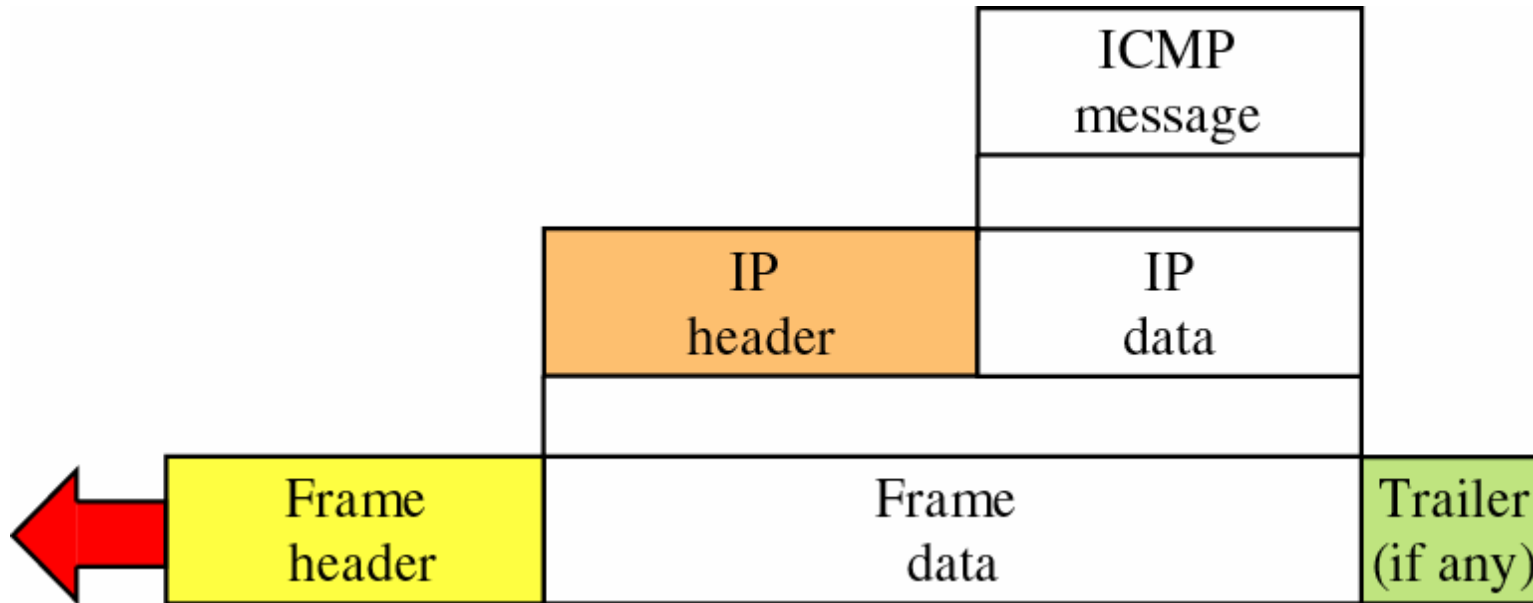 ICMP
message
IP
header
IP
data
Frame
header
Frame
data
Trailer
(if any)